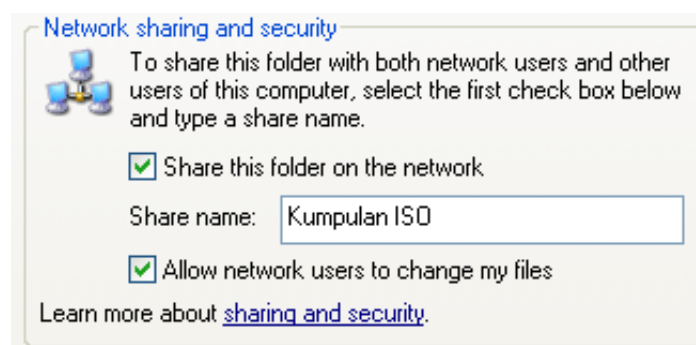 Network sharing and security
To share this folder with both network users and other
users of this computer, select the first check box below
and type a share name.
Share this folder on the network
Share name: Kumpulan ISO
Allow network users to change my files
Learn more about sharing and security.